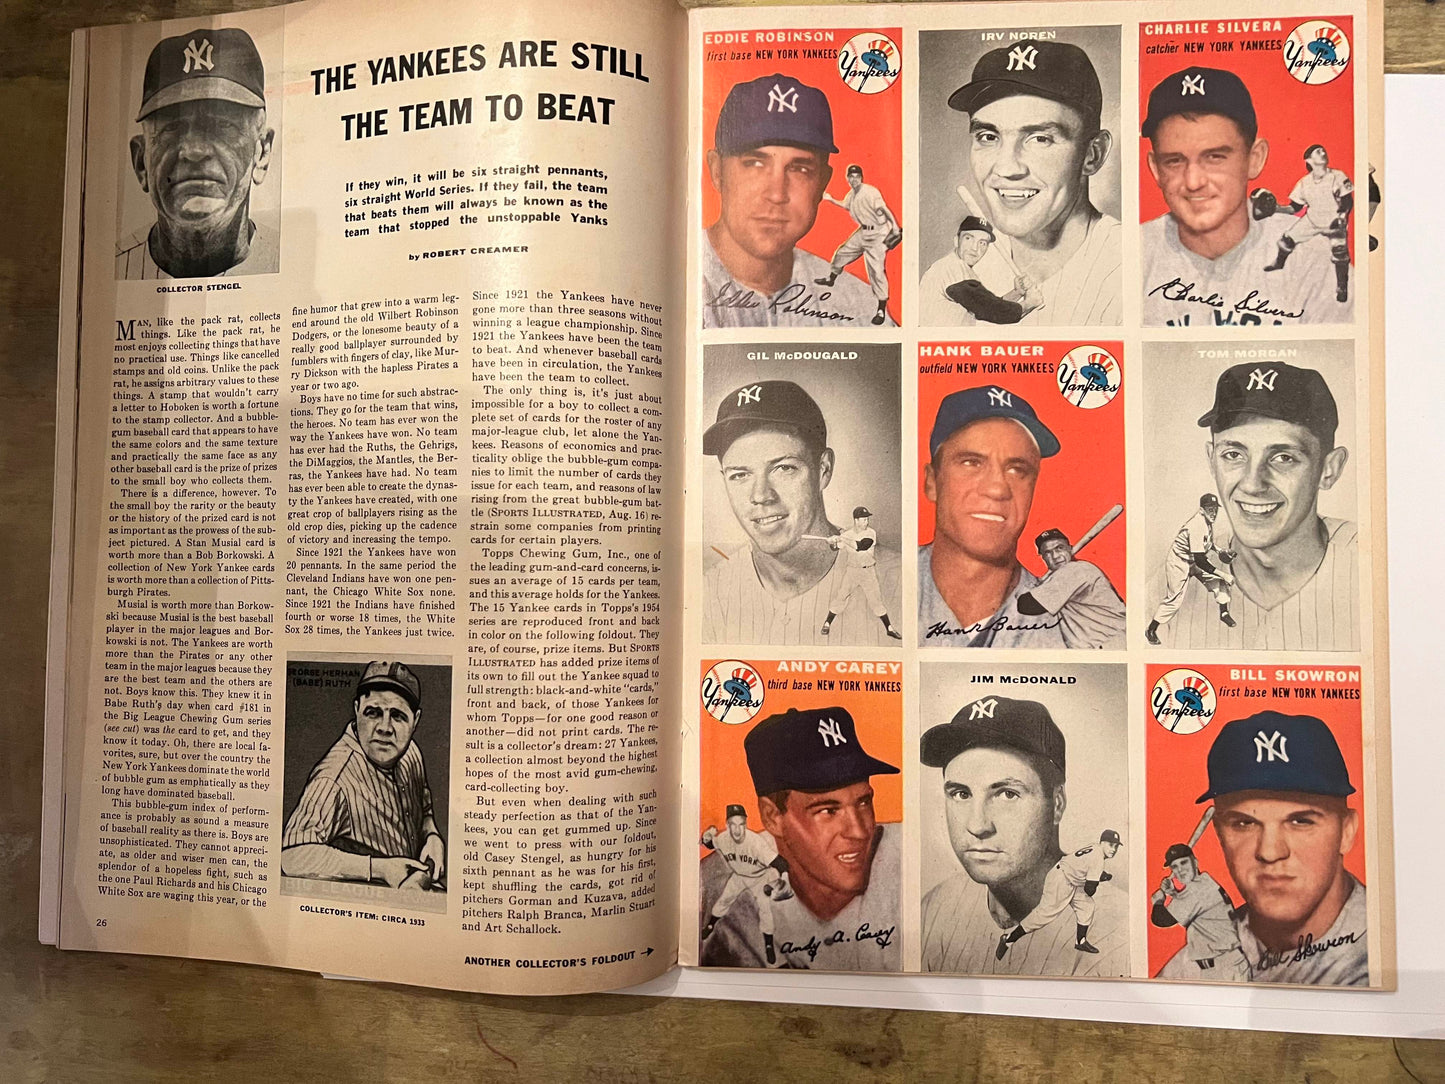 THE YANKEES ARE STILL
THE TEAM TO BEAT
If they win, it will be six straight pennants,
six straight World Series. If they fail, the team
that beats them will always be known as the
team that stopped the unstoppable Yanks
by ROBERT CREAMER
COLLECTOR STENGEL
MAN, like the pack rat, collects
things. Like the pack rat, he
most enjoys collecting things that have
no practical use. Things like cancelled
stamps and old coins. Unlike the pack
rat, he assigns arbitrary values to these
things. A stamp that wouldn't carry
a letter to Hoboken is worth a fortune
to the stamp collector. And a bubble-
gum baseball card that appears to have
the same colors and the same texture
and practically the same face as any
other baseball card is the prize of prizes
to the small boy who collects them.
There is a difference, however. To
the small boy the rarity or the beauty
or the history of the prized card is not
as important as the prowess of the sub-
ject pictured. A Stan Musial card is
worth more than a Bob Borkowski. A
collection of New York Yankee cards
is worth more than a collection of Pitts-
burgh Pirates.
Musial is worth more than Borkow-
ski because Musial is the best baseball
player in the major leagues and Bor-
kowski is not. The Yankees are worth
more than the Pirates or any other
team in the major leagues because they
are the best team and the others are
not. Boys know this. They knew it in
Babe Ruth's day when card #181 in
the Big League Chewing Gum series
(see cut) was the card to get, and they
know it today. Oh, there are local fa-
vorites, sure, but over the country the
New York Yankees dominate the world
of bubble gum as emphatically as they
long have dominated baseball.
This bubble-gum index of perform-
ance is probably as sound a measure
of baseball reality as there is. Boys are
unsophisticated. They cannot appreci-
ate, as older and wiser men can, the
splendor of a hopeless fight, such as
the one Paul Richards and his Chicago
White Sox are waging this year, or the
26
fine humor that grew into a warm leg-
end around the old Wilbert Robinson
Dodgers, or the lonesome beauty of a
really good ballplayer surrounded by
fumblers with fingers of clay, like Mur-
ry Dickson with the hapless Pirates a
year or two ago.
Boys have no time for such abstrac-
tions. They go for the team that wins,
the heroes. No team has ever won the
way the Yankees have won. No team
has ever had the Ruths, the Gehrigs,
the DiMaggios, the Mantles, the Ber-
ras, the Yankees have had. No team
has ever been able to create the dynas-
ty the Yankees have created, with one
great crop of ballplayers rising as the
old crop dies, picking up the cadence
of victory and increasing the tempo.
Since 1921 the Yankees have won
20 pennants. In the same period the
Cleveland Indians have won one pen-
nant, the Chicago White Sox none.
Since 1921 the Indians have finished
fourth or worse 18 times, the White
Sox 28 times, the Yankees just twice.
GEORGE HERMAN
(BABE) RUTH
BIG LEAGUE
COLLECTOR'S ITEM: CIRCA 1933
Since 1921 the Yankees have never
gone more than three seasons without
winning a league championship. Since
1921 the Yankees have been the team
to beat. And whenever baseball cards
have been in circulation, the Yankees
have been the team to collect.
The only thing is, it's just about
impossible for a boy to collect a com-
plete set of cards for the roster of any
major-league club, let alone the Yan-
kees. Reasons of economics and prac-
ticality oblige the bubble-gum compa-
nies to limit the number of cards they
issue for each team, and reasons of law
rising from the great bubble-gum bat-
tle (SPORTS ILLUSTRATED, Aug. 16) re-
strain some companies from printing
cards for certain players.
Topps Chewing Gum, Inc., one of
the leading gum-and-card concerns, is-
sues an average of 15 cards per team,
and this average holds for the Yankees.
The 15 Yankee cards in Topps's 1954
series are reproduced front and back
in color on the following foldout. They
are, of course, prize items. But SPORTS
ILLUSTRATED has added prize items of
its own to fill out the Yankee squad to
full strength: black-and-white "cards,"
front and back, of those Yankees for
whom Topps—for one good reason or
another—did not print cards. The re-
sult is a collector's dream: 27 Yankees,
a collection almost beyond the highest
hopes of the most avid gum-chewing,
card-collecting boy.
But even when dealing with such
steady perfection as that of the Yan-
kees, you can get gummed up. Since
we went to press with our foldout,
old Casey Stengel, as hungry for his
sixth pennant as he was for his first,
kept shuffling the cards, got rid of
pitchers Gorman and Kuzava, added
pitchers Ralph Branca, Marlin Stuart
and Art Schallock.
ANOTHER COLLECTOR'S FOLDOUT →
EDDIE ROBINSON
first base NEW YORK YANKEES
Yankees
Eddie Robinson
IRV NOREN
CHARLIE SILVERA
catcher NEW YORK YANKEES
Yankees
Charlie Silvera
GIL McDOUGALD
HANK BAUER
outfield NEW YORK YANKEES
Yankees
Hank Bauer
TOM MORGAN
ANDY CAREY
third base NEW YORK YANKEES
Yankees
NEW YORK
Andy A. Carey
JIM McDONALD
BILL SKOWRON
first base NEW YORK YANKEES
Yankees
Bill Skowron